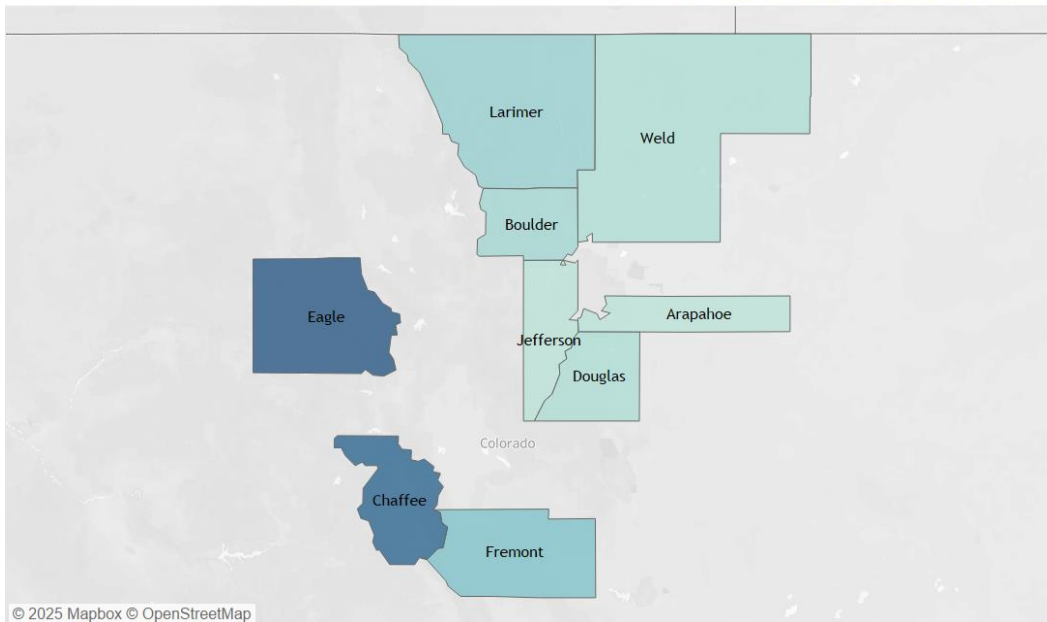 Larimer
Weld
Boulder
Eagle
Arapahoe
Jefferson
Douglas
Colorado
Chaffee
Fremont
© 2025 Mapbox © OpenStreetMap